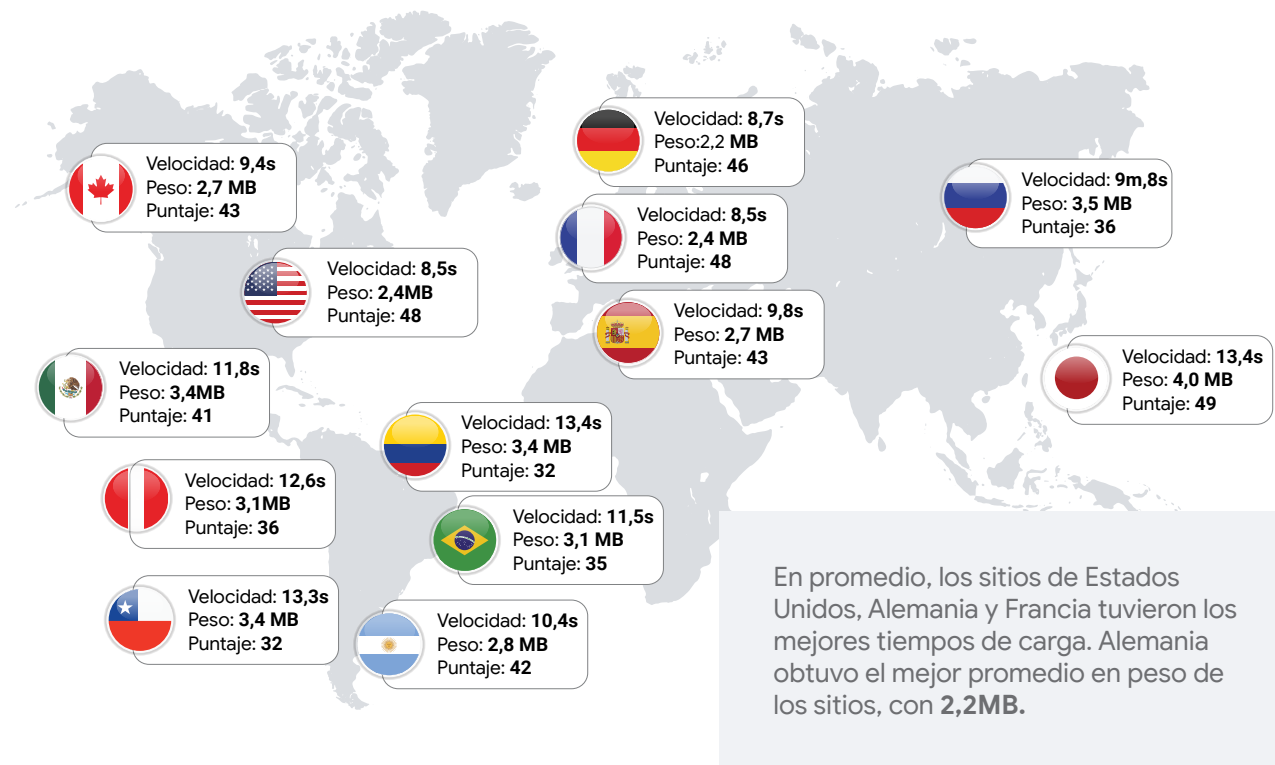 Velocidad: 9,4s
Peso: 2,7 MB
Puntaje: 43
Velocidad: 8,5s
Peso: 2,4MB
Puntaje: 48
Velocidad: 11,8s
Peso: 3,4MB
Puntaje: 41
Velocidad: 12,6s
Peso: 3,1MB
Puntaje: 36
Velocidad: 13,3s
Peso: 3,4 MB
Puntaje: 32
Velocidad: 13,4s
Peso: 3,4 MB
Puntaje: 32
Velocidad: 11,5s
Peso: 3,1 MB
Puntaje: 35
Velocidad: 10,4s
Peso: 2,8 MB
Puntaje: 42
Velocidad: 8,7s
Peso:2,2 MB
Puntaje: 46
Velocidad: 8,5s
Peso: 2,4 MB
Puntaje: 48
Velocidad: 9,8s
Peso: 2,7 MB
Puntaje: 43
Velocidad: 9m,8s
Peso: 3,5 MB
Puntaje: 36
Velocidad: 13,4s
Peso: 4,0 MB
Puntaje: 49
En promedio, los sitios de Estados
Unidos, Alemania y Francia tuvieron los
mejores tiempos de carga. Alemania
obtuvo el mejor promedio en peso de
los sitios, con 2,2MB.